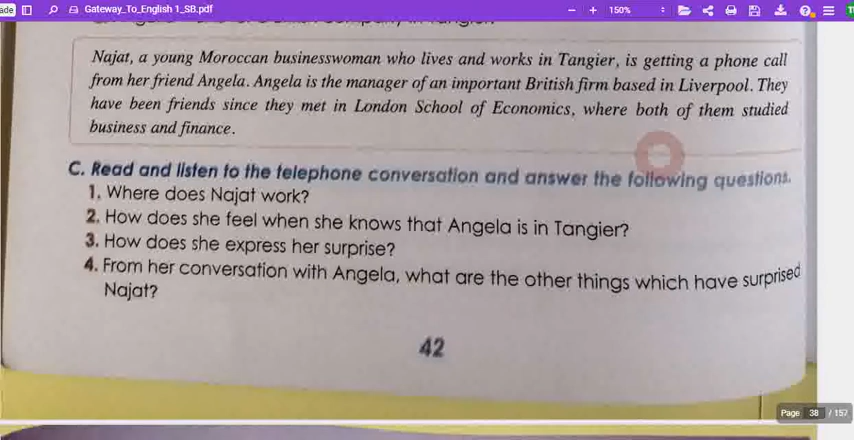 ade
Gateway_To_English 1_SB.pdf
150%
Najat, a young Moroccan businesswoman who lives and works in Tangier, is getting a phone call
from her friend Angela. Angela is the manager of an important British firm based in Liverpool. They
have been friends since they met in London School of Economics, where both of them studied
business and finance.
C. Read and listen to the telephone conversation and answer the following questions.
1. Where does Najat work?
2. How does she feel when she knows that Angela is in Tangier?
3. How does she express her surprise?
4. From her conversation with Angela, what are the other things which have surprised
Najat?
42
Page 38 / 157